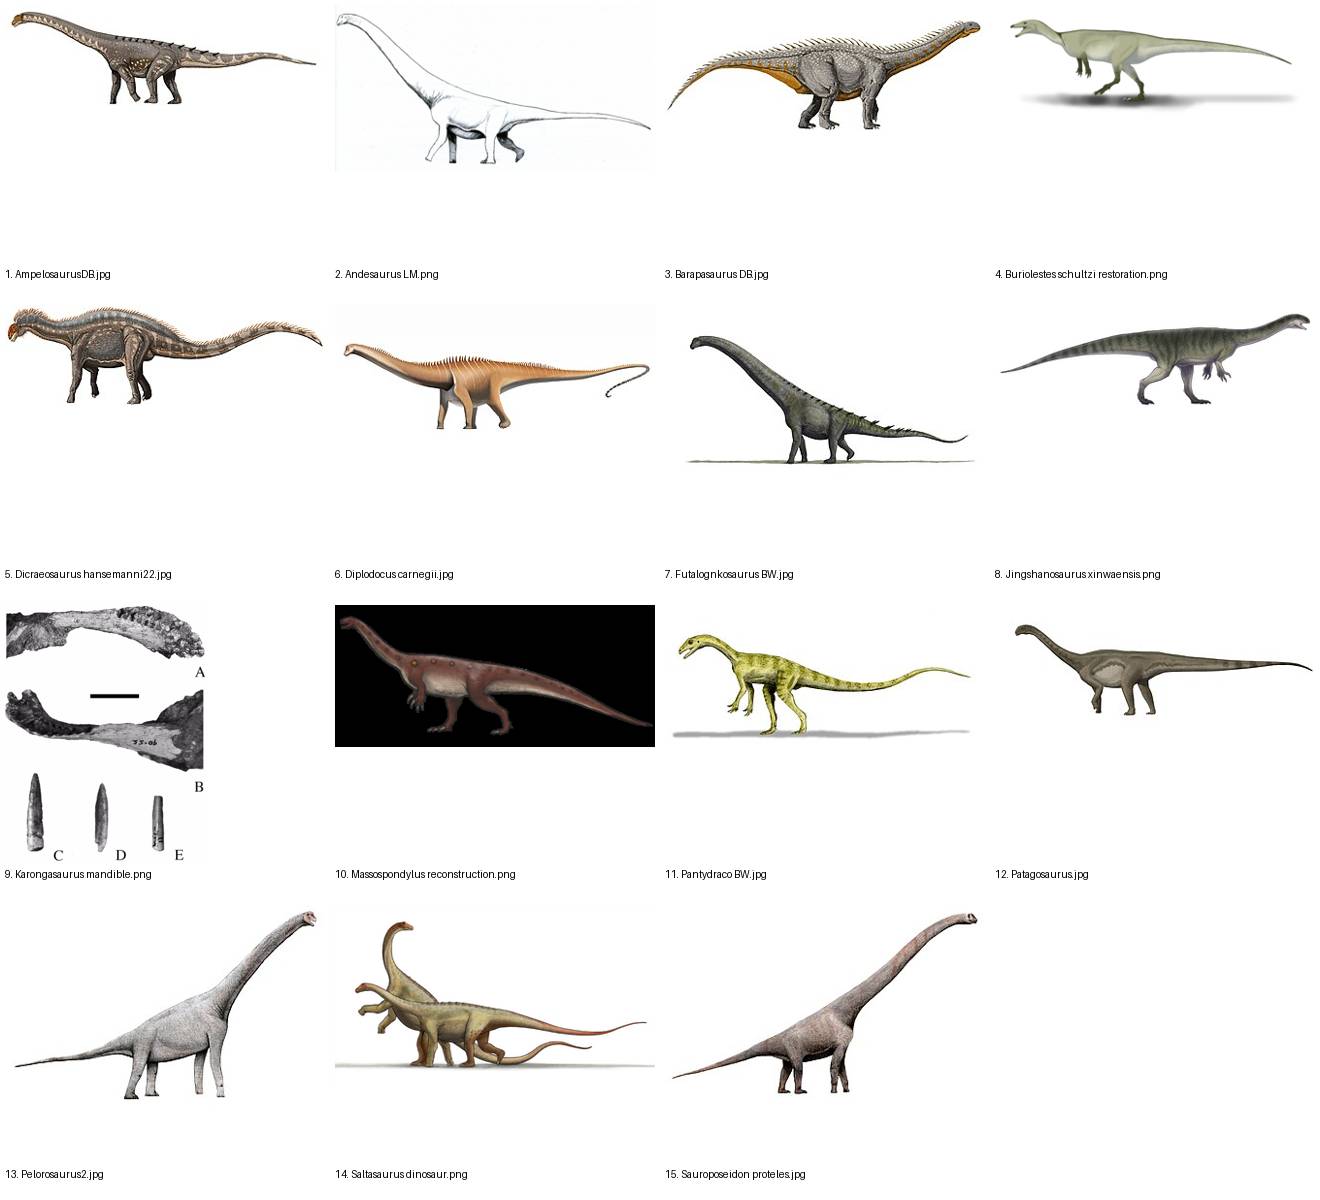 1. AmpelosaurusDB.jpg
2. Andesaurus LM.png
3. Barapasaurus DB.jpg
4. Buriolestes schultzi restoration.png
5. Dicraeosaurus hansemanni22.jpg
6. Diplodocus carnegii.jpg
7. Futalognkosaurus BW.jpg
8. Jingshanosaurus xinwaensis.png
A
33-06
B
C
D
E
9. Karongasaurus mandible.png
10. Massospondylus reconstruction.png
11. Pantydraco BW.jpg
12. Patagosaurus.jpg
13. Pelorosaurus2.jpg
14. Saltasaurus dinosaur.png
15. Sauroposeidon proteles.jpg